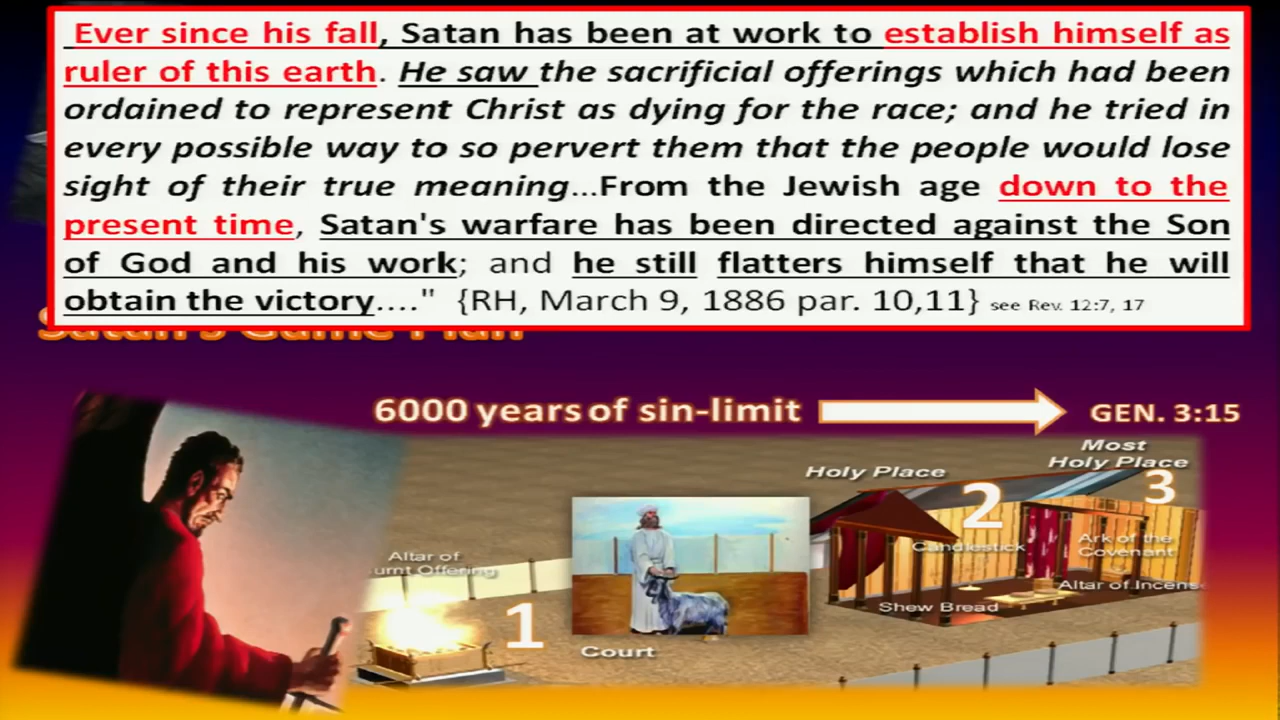 Ever since his fall, Satan has been at work to establish himself as
ruler of this earth. He saw the sacrificial offerings which had been
ordained to represent Christ as dying for the race; and he tried in
every possible way to so pervert them that the people would lose
sight of their true meaning...From the Jewish age down to the
present time, Satan's warfare has been directed against the Son
of God and his work; and he still flatters himself that he will
obtain the victory...." {RH, March 9, 1886 par. 10,11} see Rev. 12:7, 17
Satan's Game Plan
6000 years of sin-limit GEN. 3:15
Most
Holy Place
Holy Place
3
2
Candlestick
Ark of the
Covenant
Altar of
urnt Offering
Altar of Incens
Shew Bread
1
Court